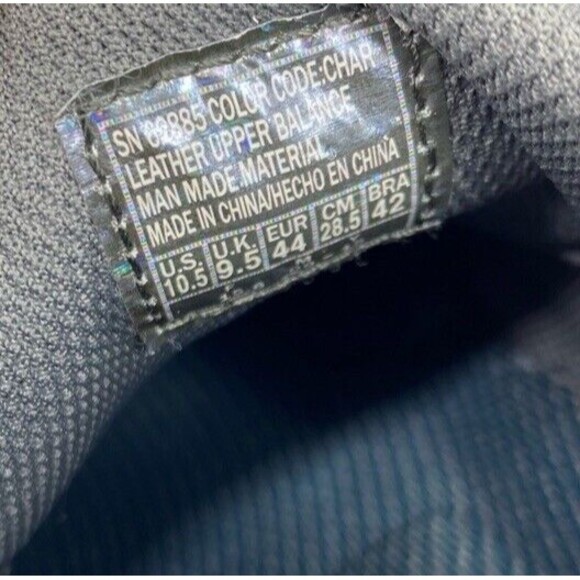 SN 62885 COLOR CODE:CHAR
LEATHER UPPER BALANCE
MAN MADE MATERIAL
MADE IN CHINA/HECHO EN CHINA
U.S. U.K. EUR CM BRA
10.5 9.5 44 28.5 42